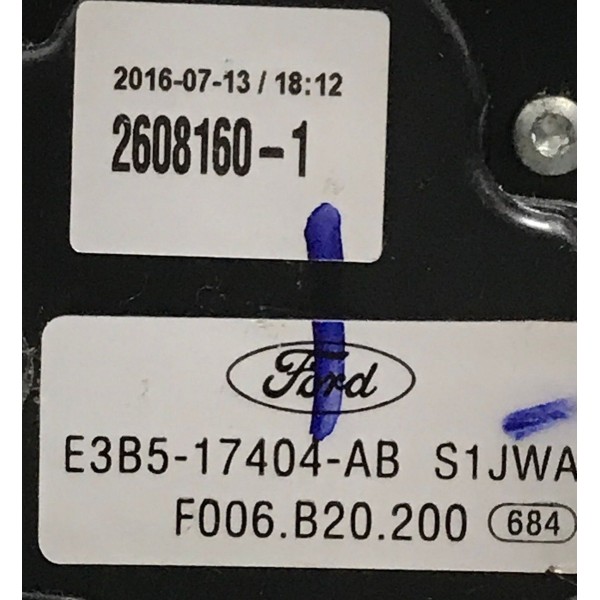 2016-07-13 / 18:12
2608160-1
Ford
E3B5-17404-AB S1JWA
F006.B20.200 684